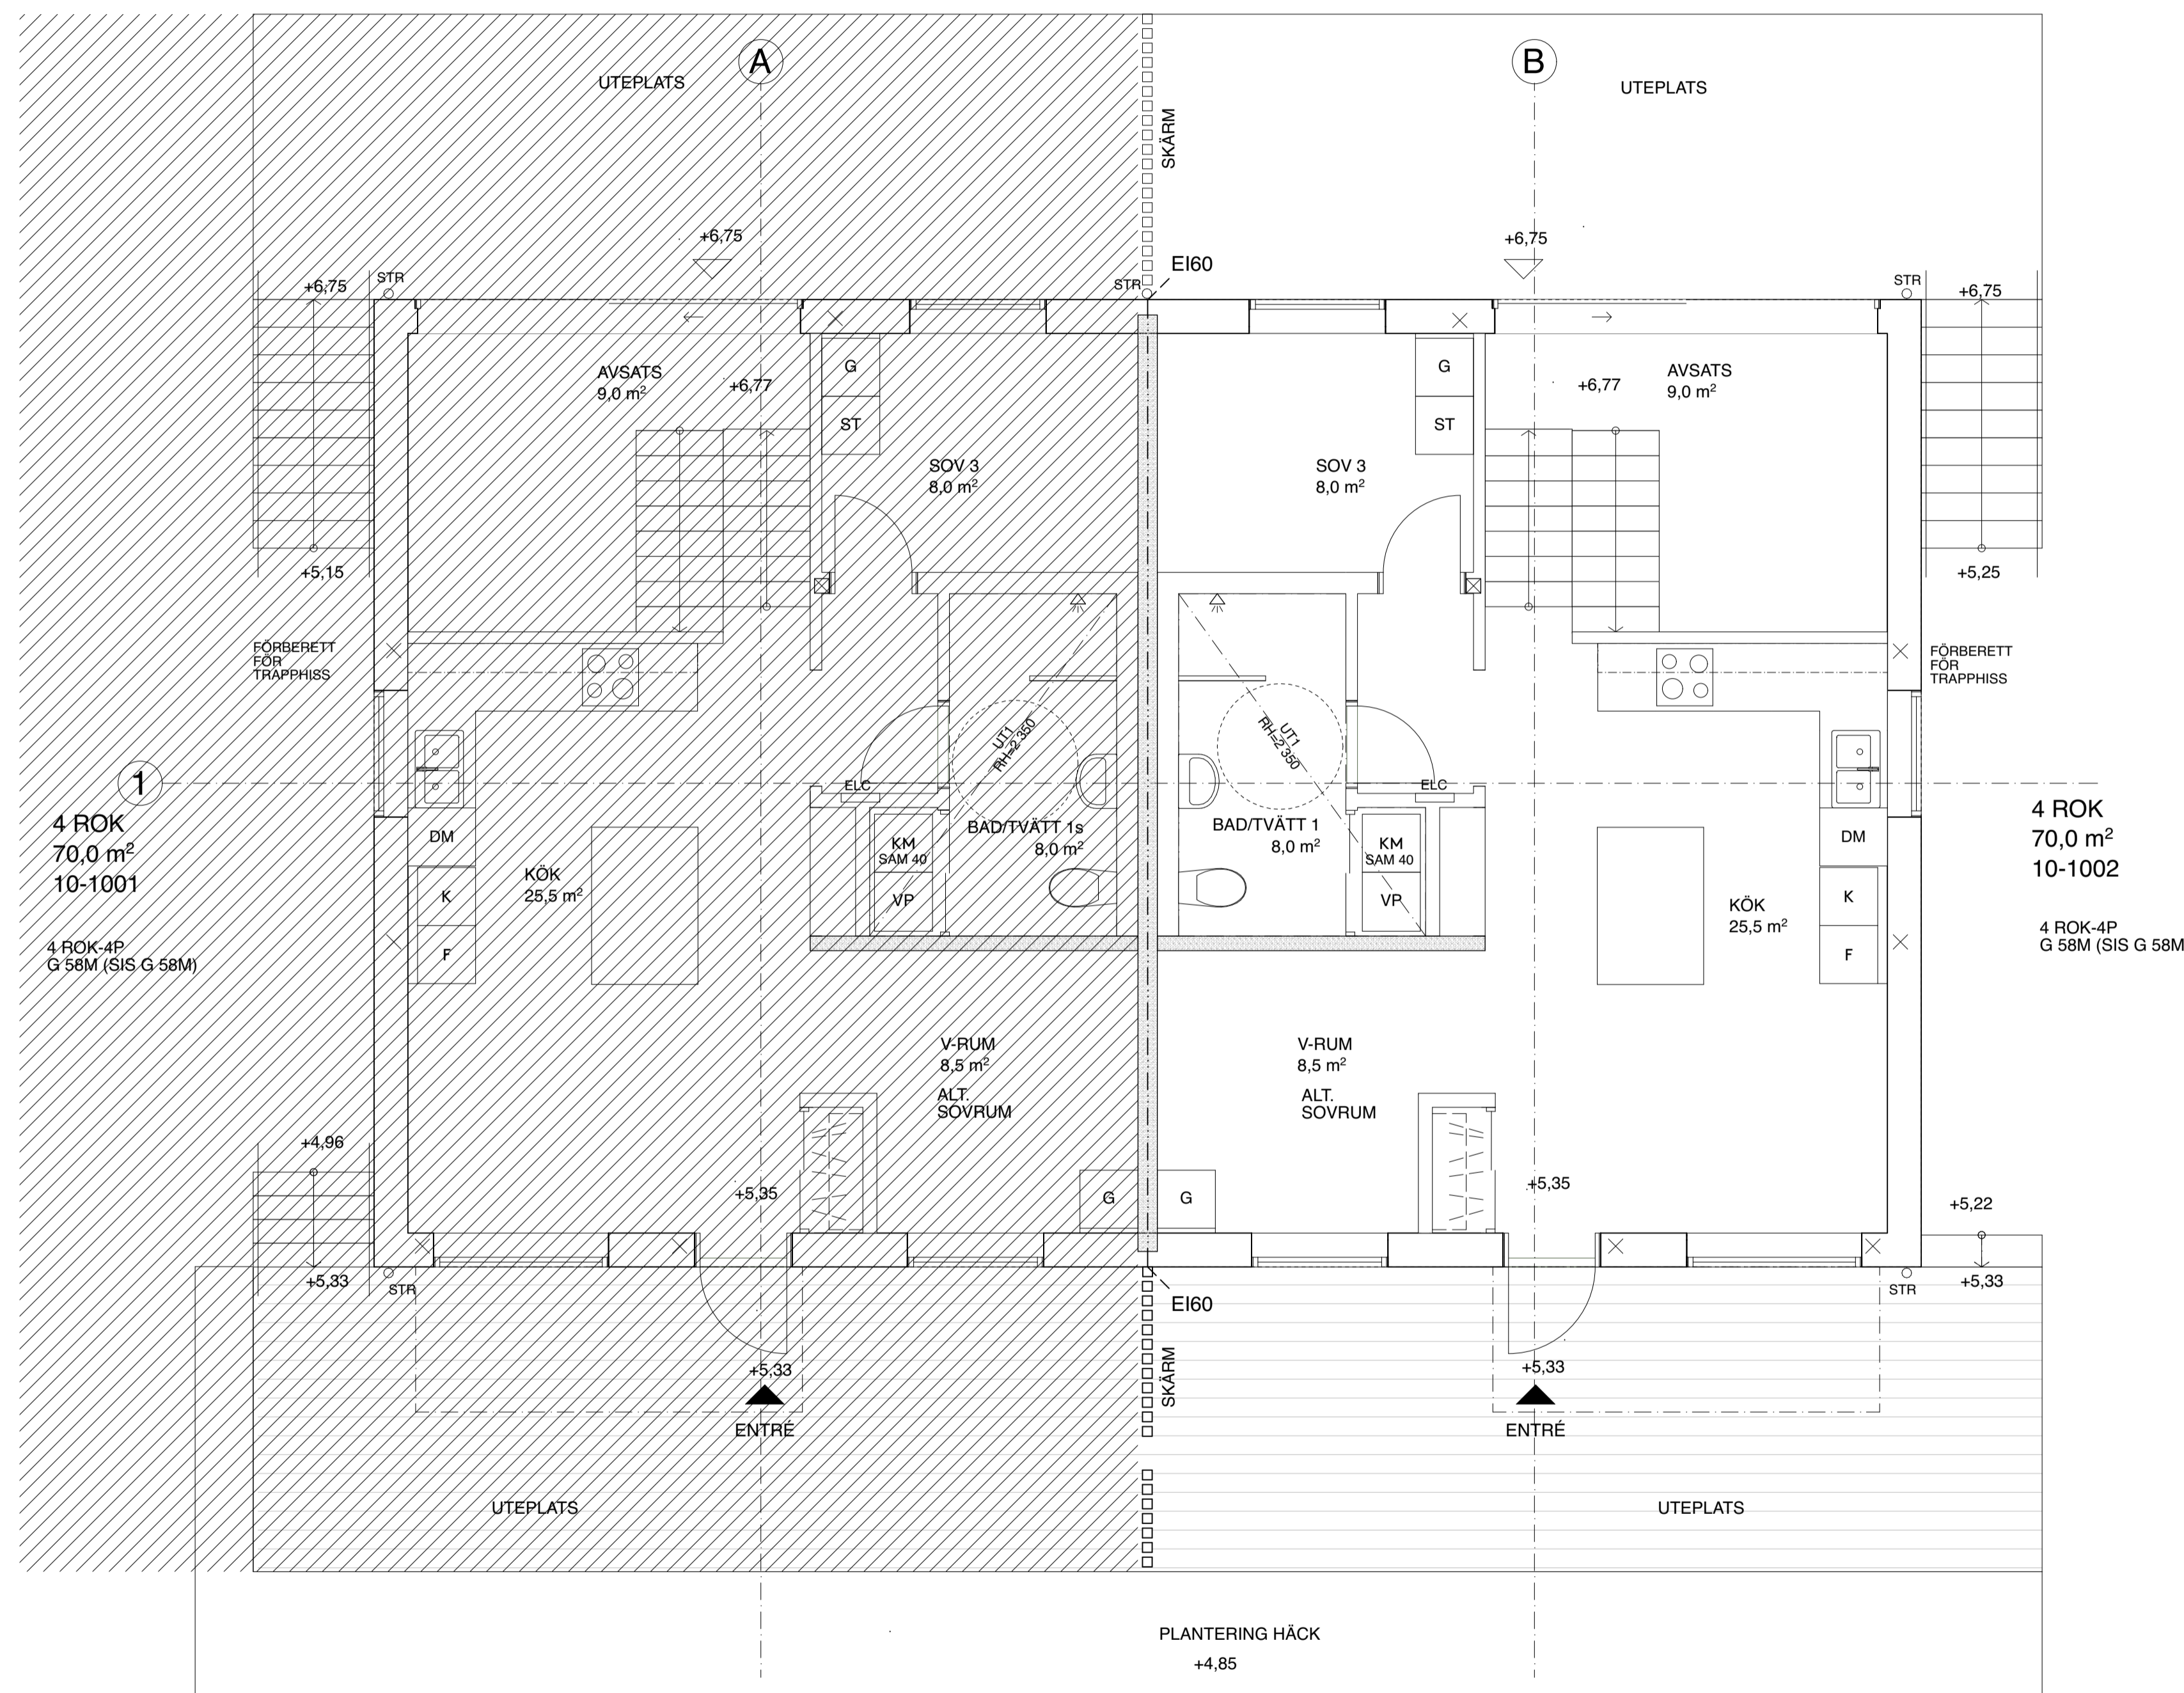 A
B
UTEPLATS
UTEPLATS
SKÄRM
+6,75
+6,75
EI60
+6,75
STR
STR
STR
+6,75
AVSATS
9,0 m²
+6,77
G
ST
SOV 3
8,0 m²
SOV 3
8,0 m²
G
ST
+6,77
AVSATS
9,0 m²
+5,15
+5,25
FÖRBERETT
FÖR
TRAPPHISS
FÖRBERETT
FÖR
TRAPPHISS
UT1
RH=2 350
UT1
RH=2 350
1
ELC
ELC
4 ROK
70,0 m²
10-1001
4 ROK
70,0 m²
10-1002
DM
K
F
KÖK
25,5 m²
KM
SAM 40
VP
BAD/TVÄTT 1s
8,0 m²
BAD/TVÄTT 1
8,0 m²
KM
SAM 40
VP
DM
K
F
KÖK
25,5 m²
4 ROK-4P
G 58M (SIS G 58M)
4 ROK-4P
G 58M (SIS G 58M
V-RUM
8,5 m²
ALT.
SOVRUM
V-RUM
8,5 m²
ALT.
SOVRUM
+4,96
+5,35
G
G
+5,35
+5,22
+5,33
STR
EI60
STR
+5,33
SKÄRM
+5,33
ENTRÉ
+5,33
ENTRÉ
UTEPLATS
UTEPLATS
PLANTERING HÄCK
+4,85